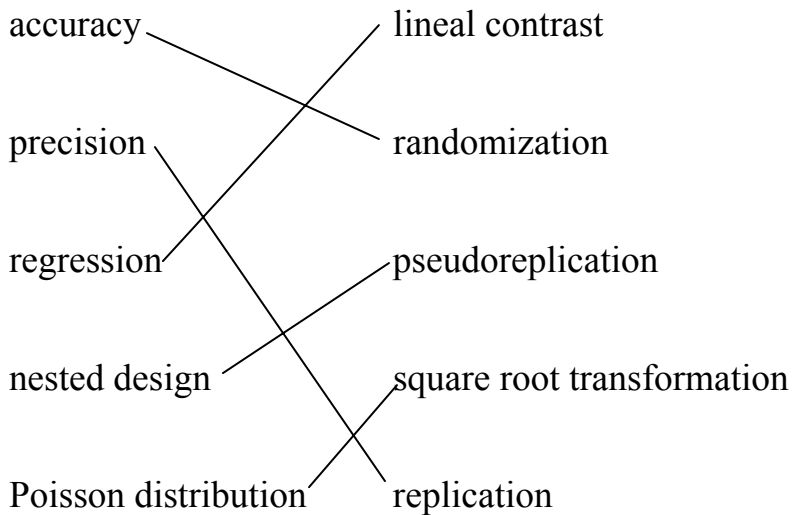 accuracy
lineal contrast
precision
randomization
regression
pseudoreplication
nested design
square root transformation
Poisson distribution
replication